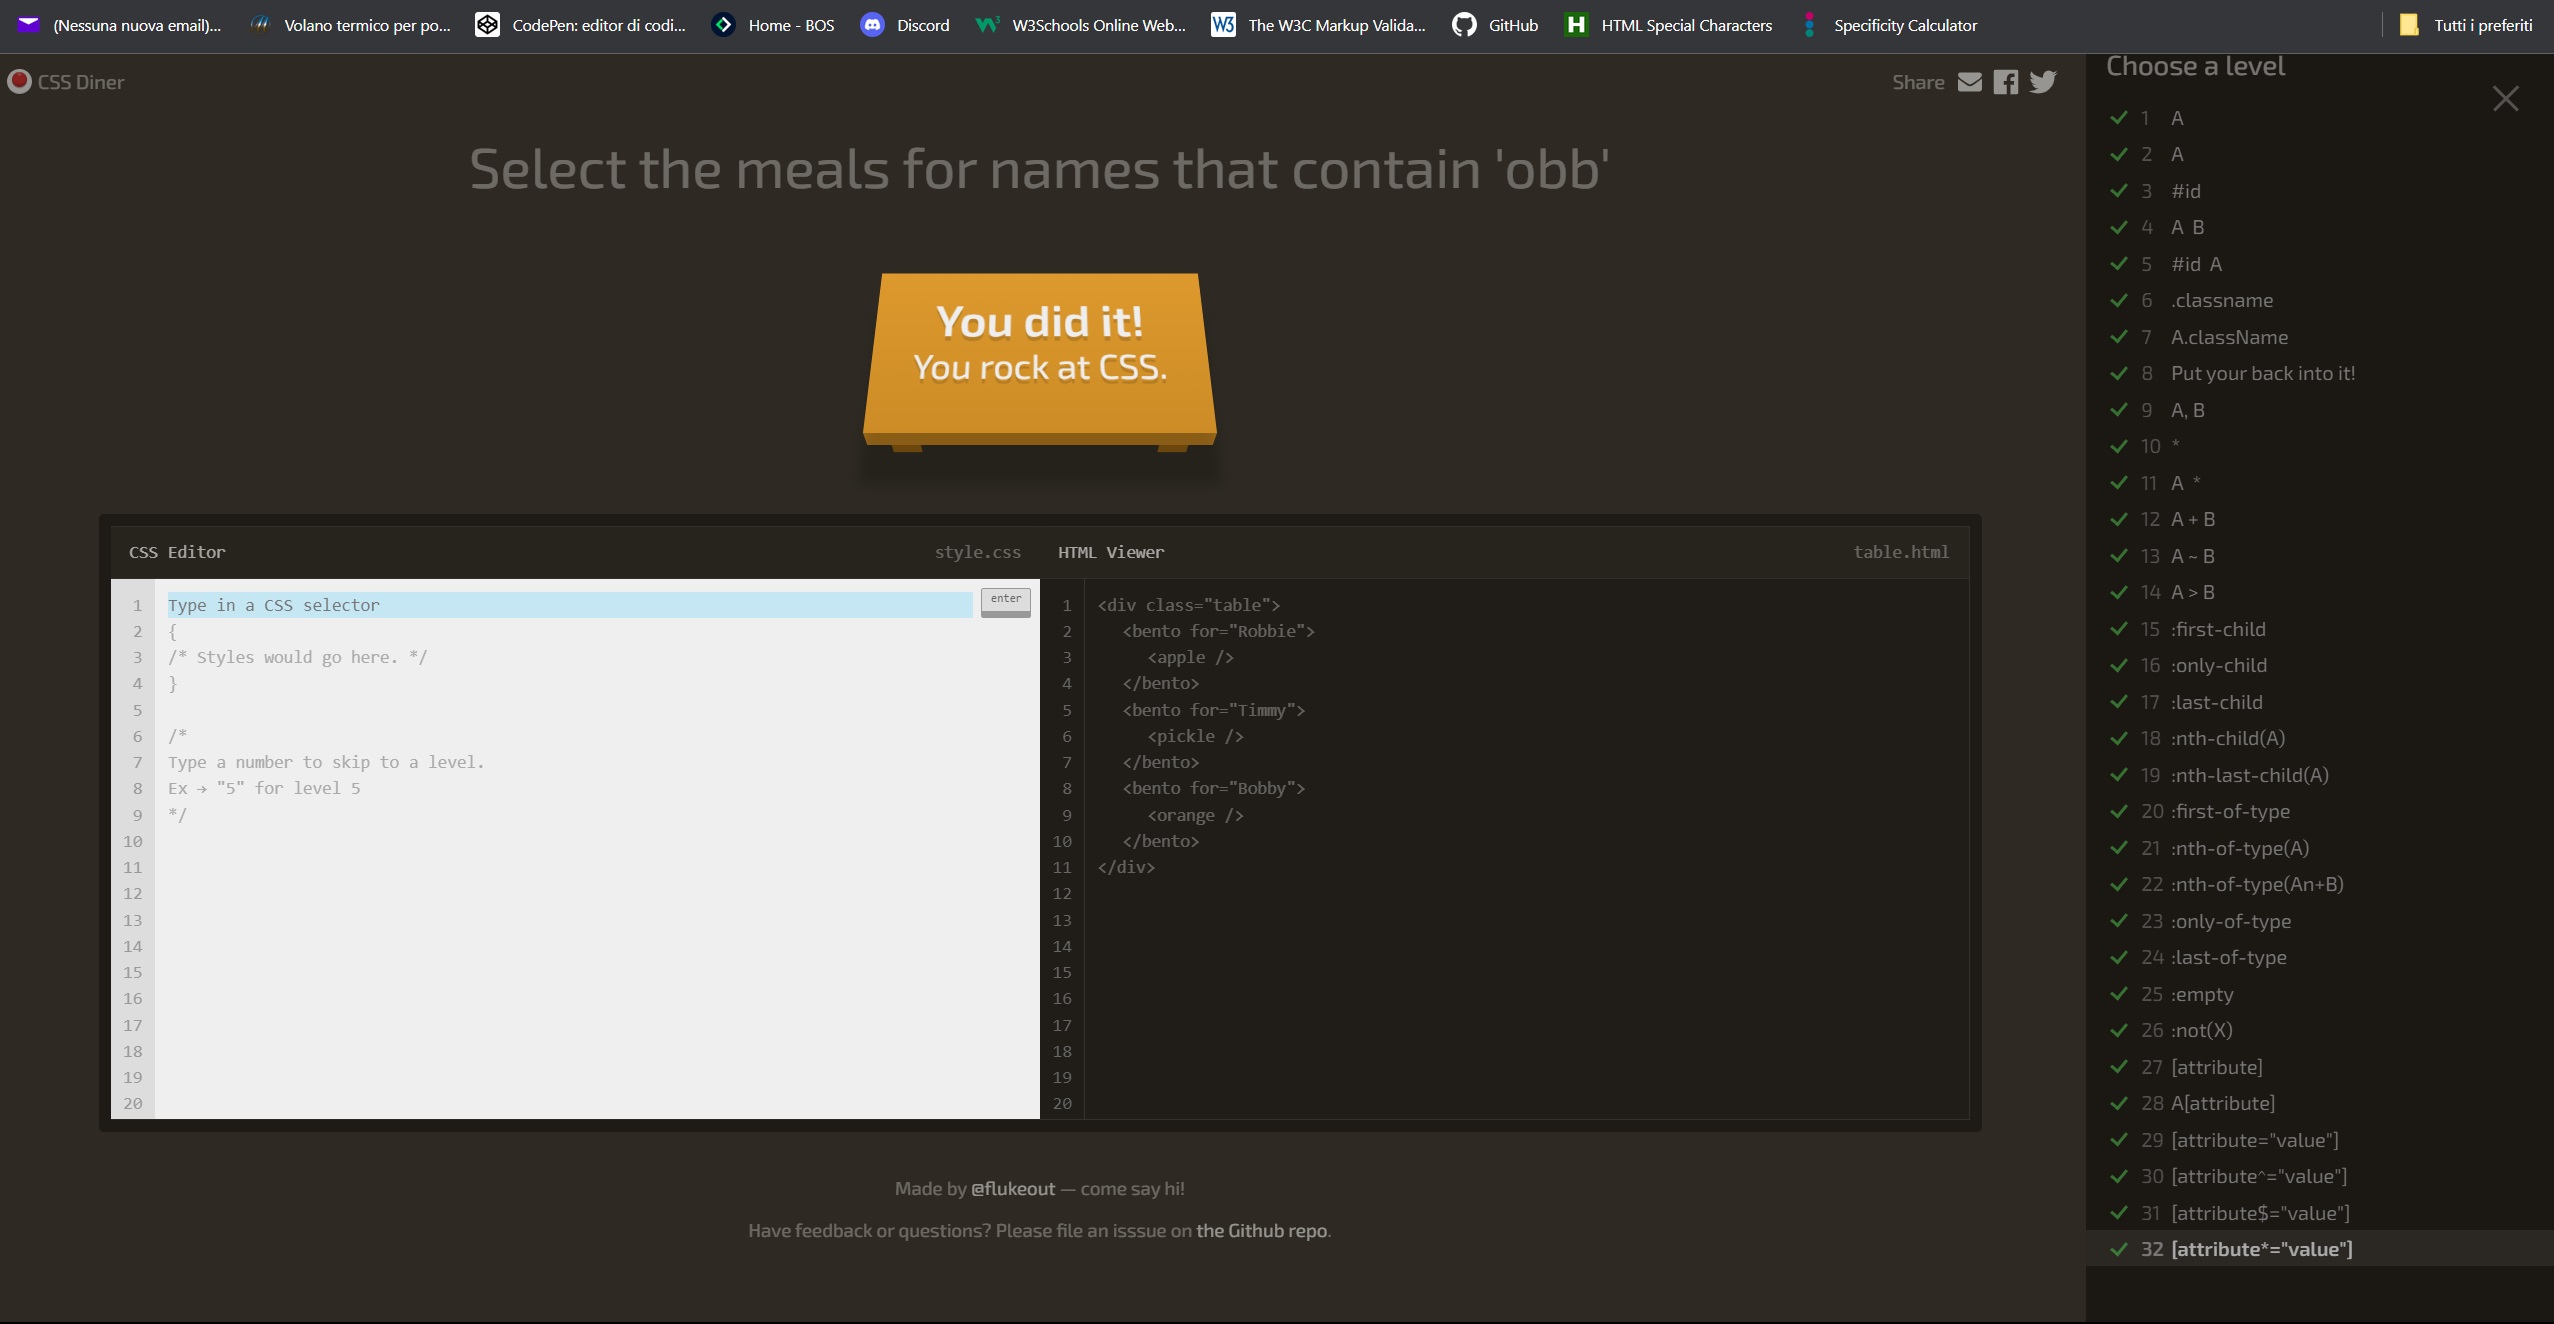 (Nessuna nuova email)... Volano termico per po... CodePen: editor di codi... Home - BOS Discord W3Schools Online Web... The W3C Markup Valida... GitHub HTML Special Characters Specificity Calculator Tutti i preferiti
CSS Diner
Share
Select the meals for names that contain 'obb'
You did it!
You rock at CSS.
CSS Editor style.css
1 Type in a CSS selector enter
2 {
3 /* Styles would go here. */
4 }
5
6 /*
7 Type a number to skip to a level.
8 Ex → "5" for level 5
9 */
10
11
12
13
14
15
16
17
18
19
20
HTML Viewer table.html
1 <div class="table">
2 <bento for="Robbie">
3 <apple />
4 </bento>
5 <bento for="Timmy">
6 <pickle />
7 </bento>
8 <bento for="Bobby">
9 <orange />
10 </bento>
11 </div>
12
13
14
15
16
17
18
19
20
Made by @flukeout — come say hi!
Have feedback or questions? Please file an isssue on the Github repo.
Choose a level
1 A
2 A
3 #id
4 A B
5 #id A
6 .classname
7 A.className
8 Put your back into it!
9 A, B
10 *
11 A *
12 A + B
13 A ~ B
14 A > B
15 :first-child
16 :only-child
17 :last-child
18 :nth-child(A)
19 :nth-last-child(A)
20 :first-of-type
21 :nth-of-type(A)
22 :nth-of-type(An+B)
23 :only-of-type
24 :last-of-type
25 :empty
26 :not(X)
27 [attribute]
28 A[attribute]
29 [attribute="value"]
30 [attribute^="value"]
31 [attribute$="value"]
32 [attribute*="value"]